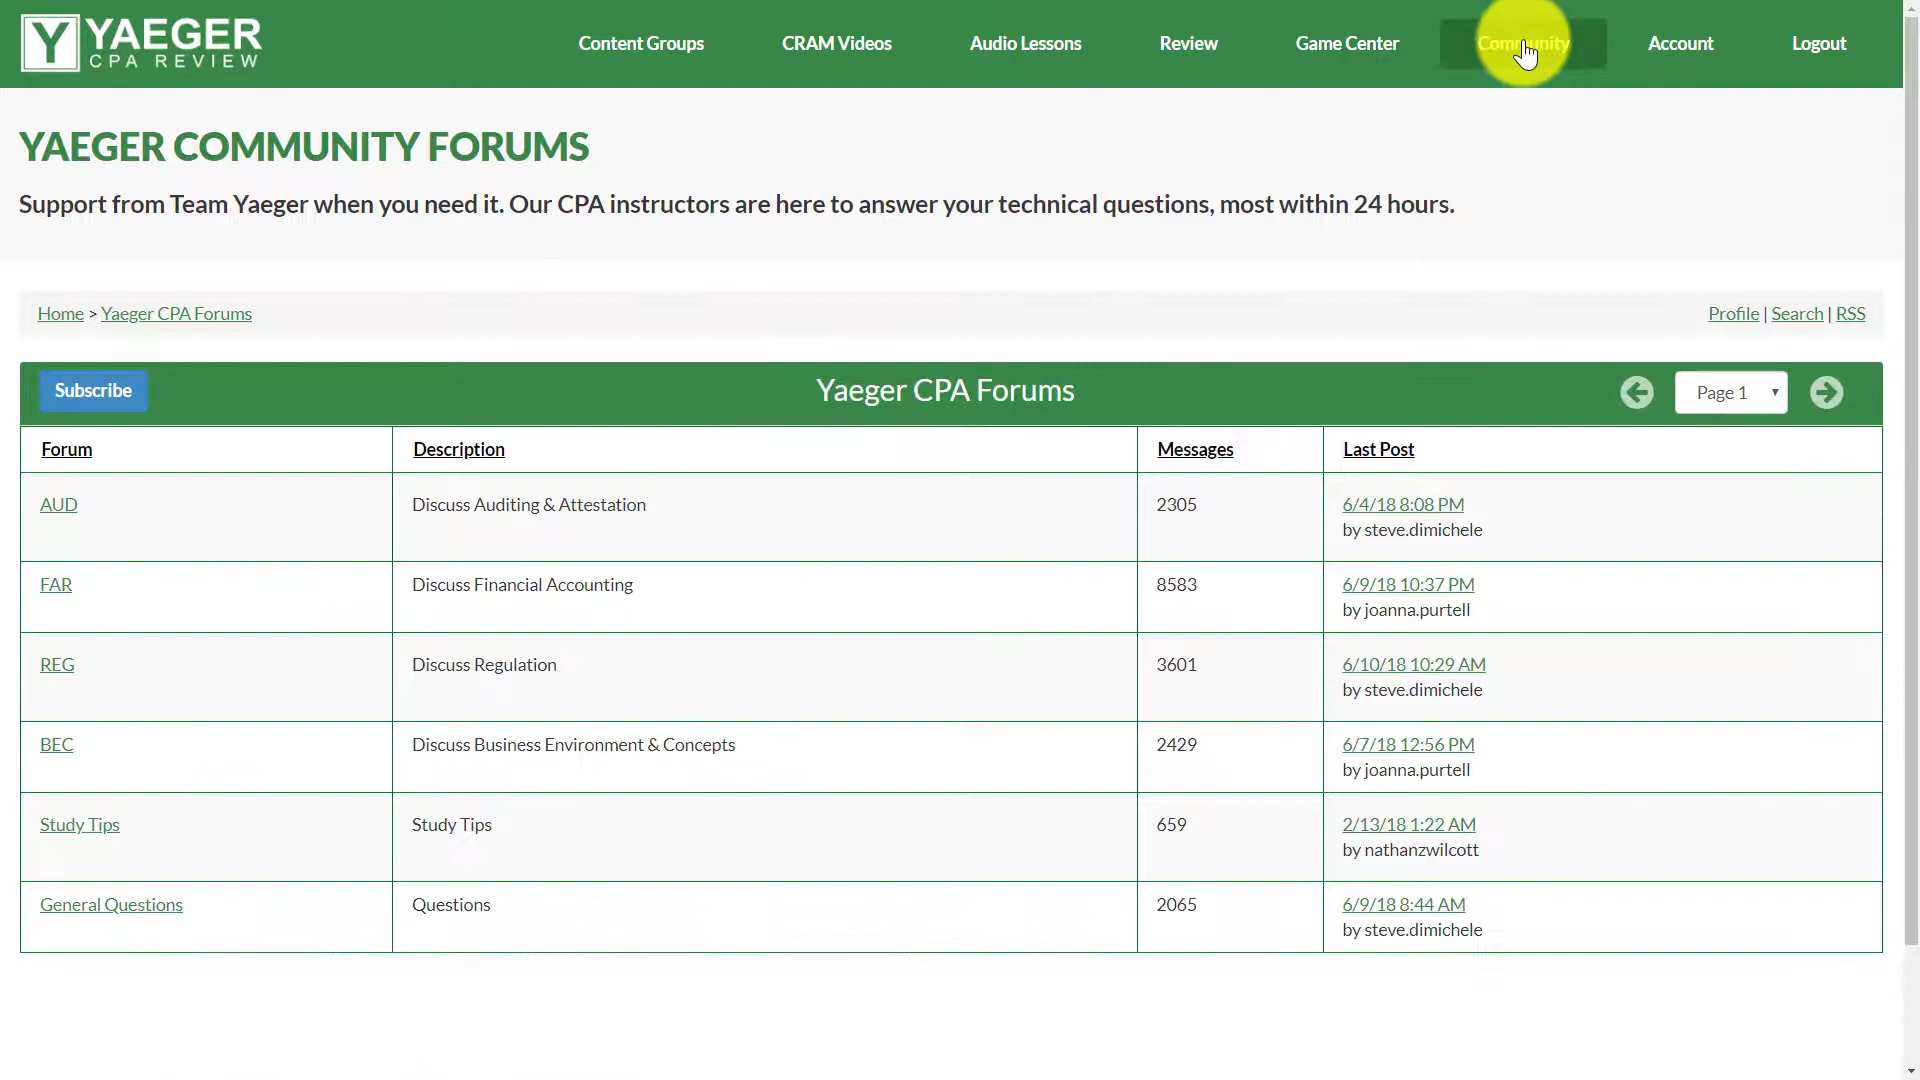 Y YAEGER
CPA REVIEW
Content Groups
CRAM Videos
Audio Lessons
Review
Game Center
Community
Account
Logout
YAEGER COMMUNITY FORUMS
Support from Team Yaeger when you need it. Our CPA instructors are here to answer your technical questions, most within 24 hours.
Home > Yaeger CPA Forums
Profile | Search | RSS
Subscribe
Yaeger CPA Forums
Page 1
Forum
Description
Messages
Last Post
AUD
Discuss Auditing & Attestation
2305
6/4/18 8:08 PM
by steve.dimichele
FAR
Discuss Financial Accounting
8583
6/9/18 10:37 PM
by joanna.purtell
REG
Discuss Regulation
3601
6/10/18 10:29 AM
by steve.dimichele
BEC
Discuss Business Environment & Concepts
2429
6/7/18 12:56 PM
by joanna.purtell
Study Tips
Study Tips
659
2/13/18 1:22 AM
by nathanzwilcott
General Questions
Questions
2065
6/9/18 8:44 AM
by steve.dimichele